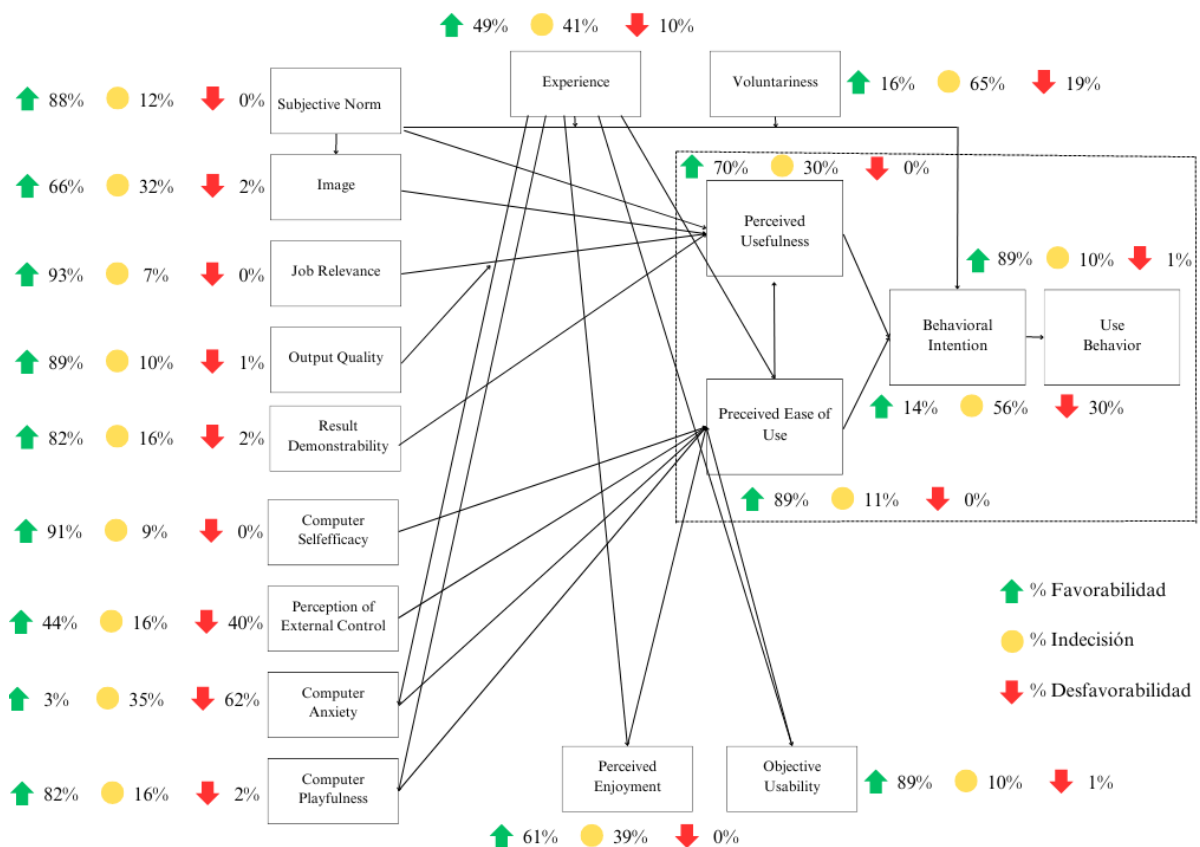 49% 41% 10%
Experience
Voluntariness
16% 65% 19%
88% 12% 0%
Subjective Norm
70% 30% 0%
66% 32% 2%
Image
Perceived
Usefulness
93% 7% 0%
Job Relevance
89% 10% 1%
Behavioral
Intention
Use
Behavior
89% 10% 1%
Output Quality
14% 56% 30%
82% 16% 2%
Result
Demonstrability
Preceived Ease of
Use
89% 11% 0%
91% 9% 0%
Computer
Selfefficacy
44% 16% 40%
Perception of
External Control
% Favorabilidad
% Indecisión
% Desfavorabilidad
3% 35% 62%
Computer
Anxiety
82% 16% 2%
Computer
Playfulness
Perceived
Enjoyment
Objective
Usability
89% 10% 1%
61% 39% 0%